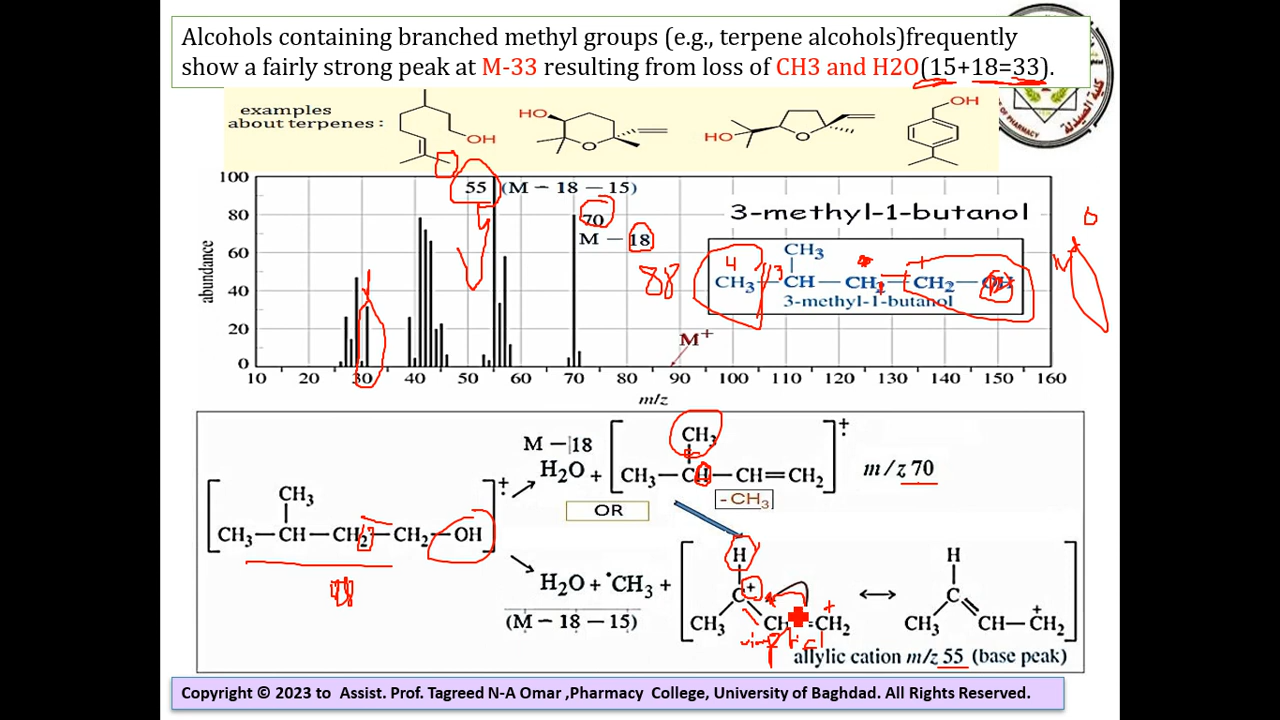 Alcohols containing branched methyl groups (e.g., terpene alcohols)frequently
show a fairly strong peak at M-33 resulting from loss of CH3 and H2O(15+18=33).
OF PHARMACY
كلية الصيدلة
examples
about terpenes :
OH
HO
O
HO
O
OH
100
80
60
40
20
0
abundance
55 (M − 18 − 15)
70
M − 18
88
M+
3-methyl-1-butanol
CH3
CH3 — CH — CH2 — CH2 — OH
3-methyl-1-butanol
10 20 30 40 50 60 70 80 90 100 110 120 130 140 150 160
m/z
M −18
H2O + [CH3—CH—CH=CH2]+· m/z 70
CH3
- CH3
OR
[CH3—CH—CH2—CH2—OH]+·
CH3
H2O + ·CH3 +
(M − 18 − 15)
H
C+
CH3 CH=CH2
H
C
CH3 CH—CH2
+
allylic cation m/z 55 (base peak)
Copyright © 2023 to Assist. Prof. Tagreed N-A Omar ,Pharmacy College, University of Baghdad. All Rights Reserved.